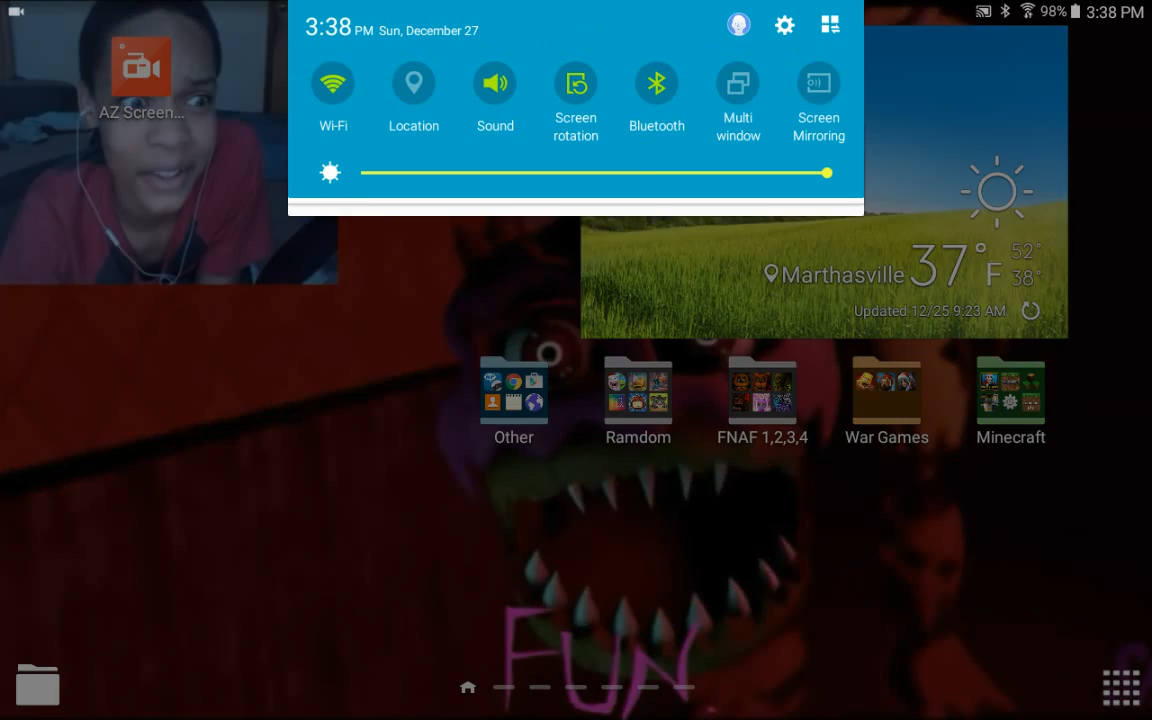 3:38 PM Sun, December 27
98% 3:38 PM
AZ Screen...
Wi-Fi
Location
Sound
Screen rotation
Bluetooth
Multi window
Screen Mirroring
Marthasville 37°F 52° 38°
Updated 12/25 9:23 AM
Other
Ramdom
FNAF 1,2,3,4
War Games
Minecraft
FUN